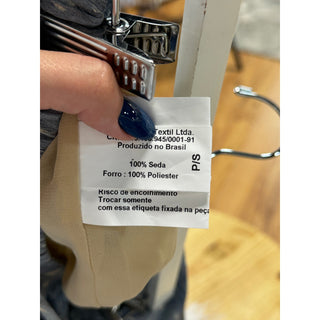 Textil Ltda.
945/0001-91
Produzido no Brasil
100% Seda
Forro : 100% Poliester
P/S
Risco de encolhimento
Trocar somente
com essa etiqueta fixada na peça